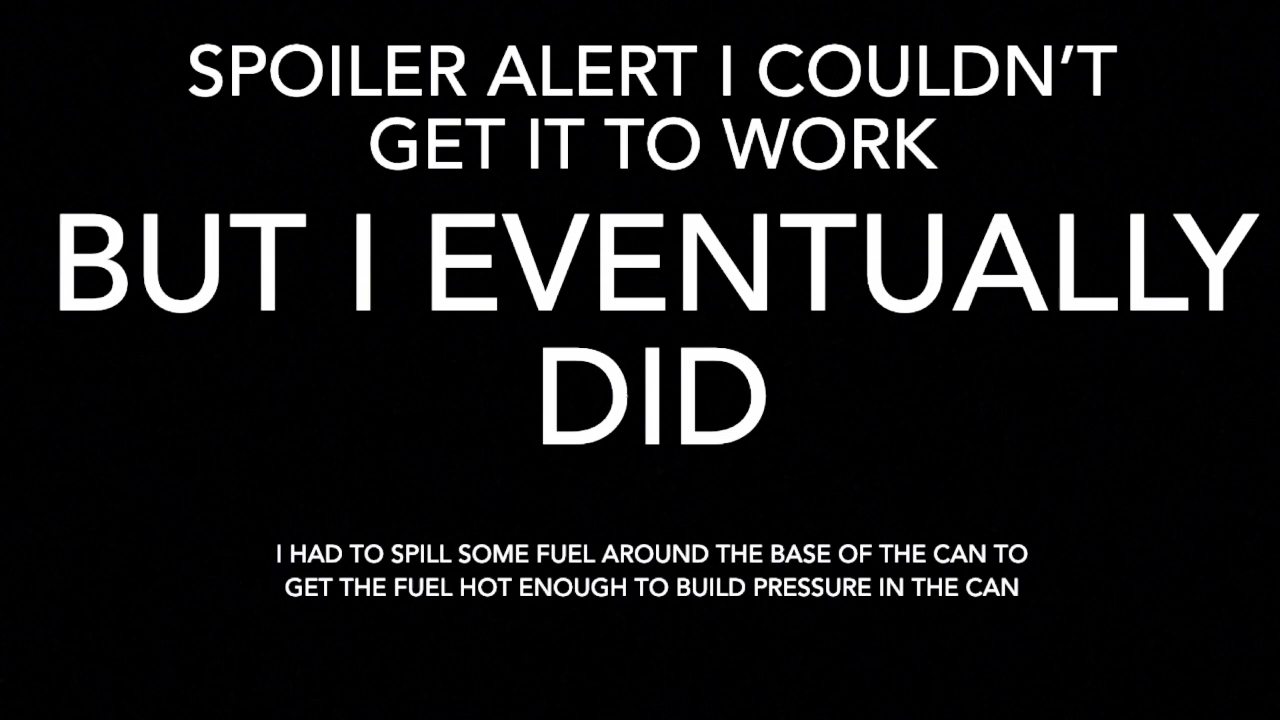 SPOILER ALERT I COULDN’T
GET IT TO WORK
BUT I EVENTUALLY
DID
I HAD TO SPILL SOME FUEL AROUND THE BASE OF THE CAN TO
GET THE FUEL HOT ENOUGH TO BUILD PRESSURE IN THE CAN